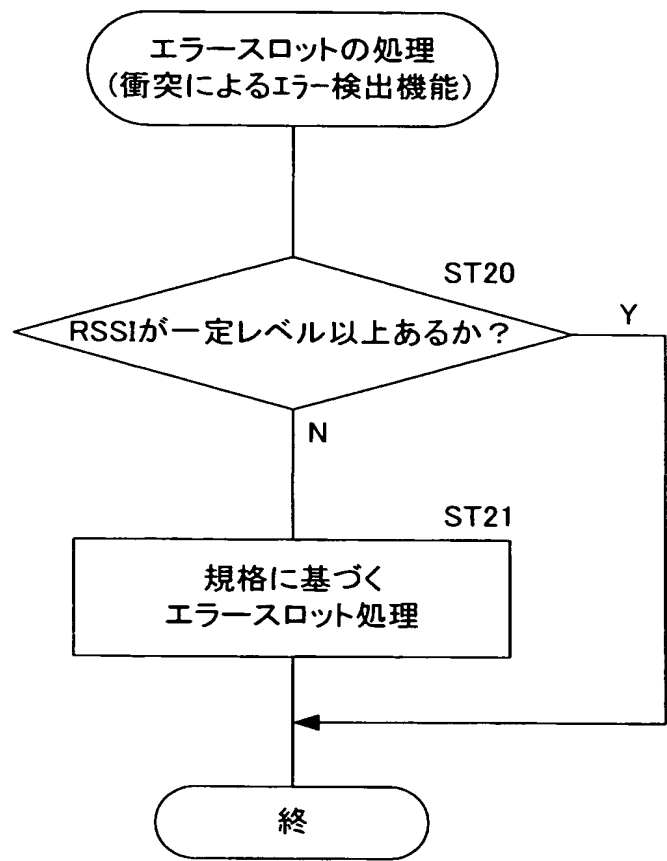 エラースロットの処理
(衝突によるエラー検出機能)
ST20
RSSIが一定レベル以上あるか？
Y
N
ST21
規格に基づく
エラースロット処理
終